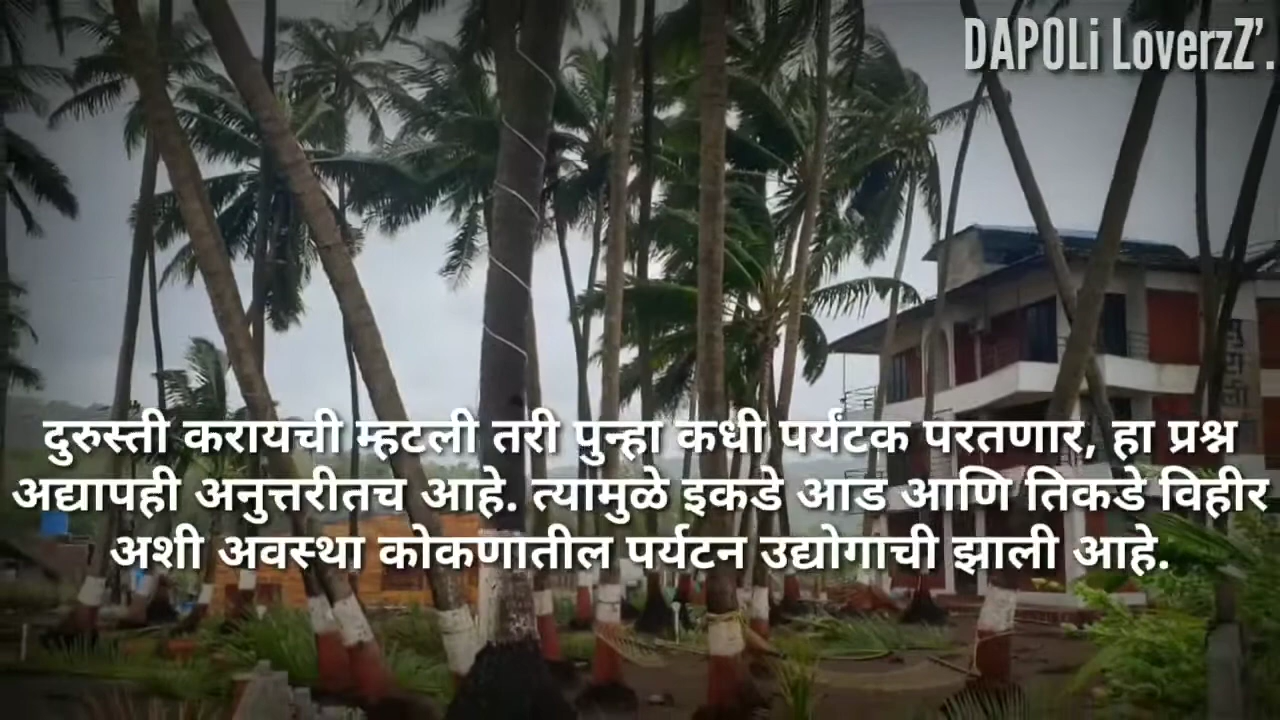 DAPOLi LoverzZ'.
दुरुस्ती करायची म्हटली तरी पुन्हा कधी पर्यटक परतणार, हा प्रश्न
अद्यापही अनुत्तरीतच आहे. त्यामुळे इकडे आड आणि तिकडे विहीर
अशी अवस्था कोकणातील पर्यटन उद्योगाची झाली आहे.